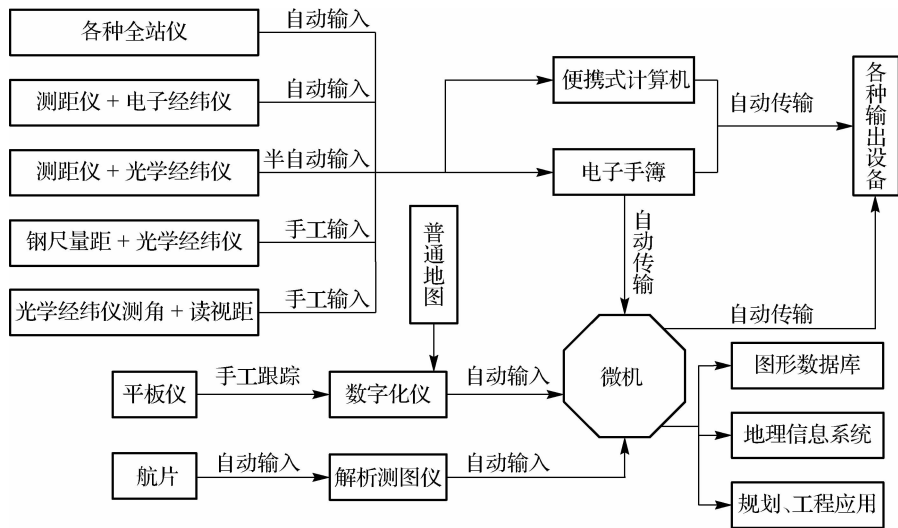 各种全站仪
自动输入
测距仪 + 电子经纬仪
自动输入
测距仪 + 光学经纬仪
半自动输入
钢尺量距 + 光学经纬仪
手工输入
光学经纬仪测角 + 读视距
手工输入
便携式计算机
电子手簿
自动传输
各种输出设备
自动传输
普通地图
自动传输
平板仪
手工跟踪
数字化仪
自动输入
微机
航片
自动输入
解析测图仪
自动输入
图形数据库
地理信息系统
规划、工程应用